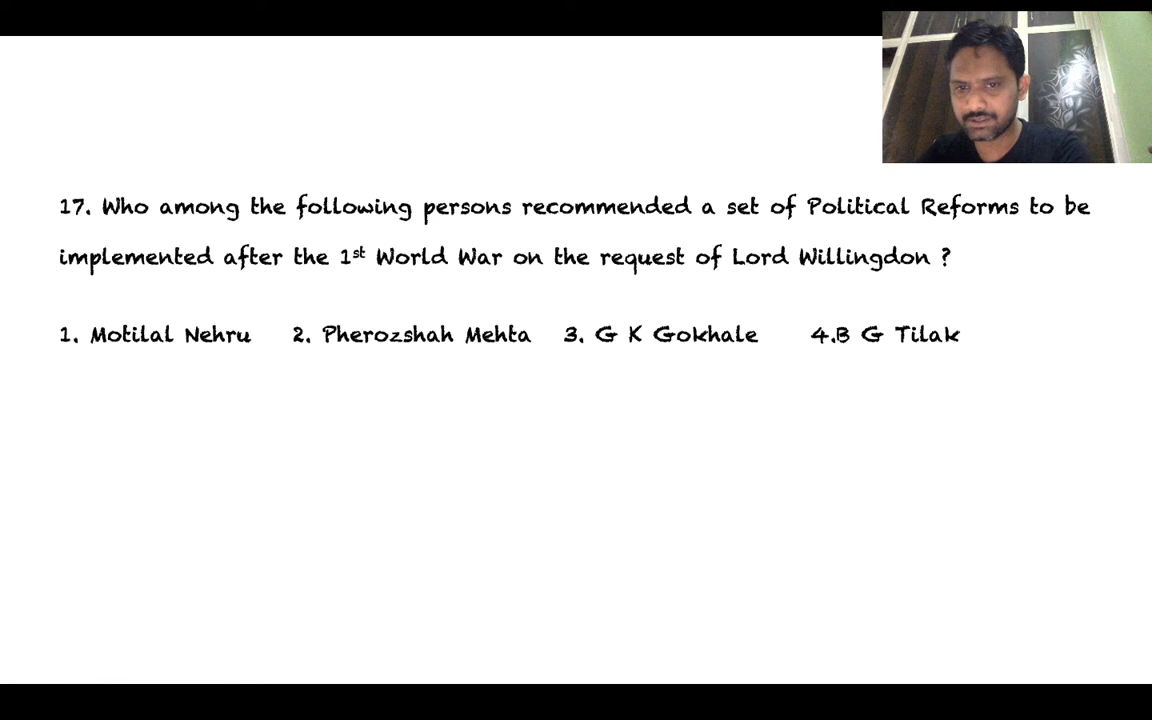 17. Who among the following persons recommended a set of Political Reforms to be
implemented after the 1st World War on the request of Lord Willingdon ?
1. Motilal Nehru 2. Pherozshah Mehta 3. G K Gokhale 4.B G Tilak